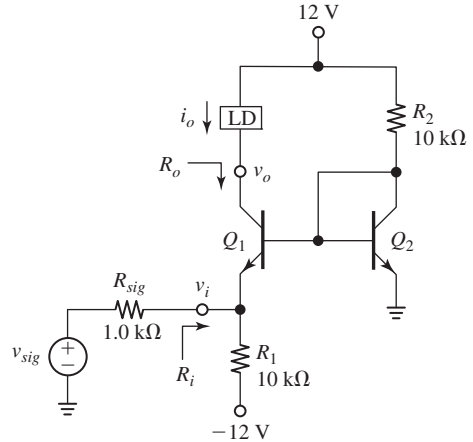 12 V
i_o
LD
R_2
10 kΩ
R_o
v_o
Q_1
Q_2
R_sig
v_i
1.0 kΩ
v_sig
+
−
R_i
R_1
10 kΩ
−12 V